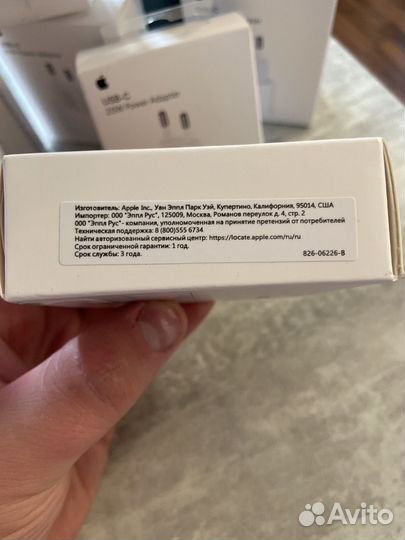 USB-C
20W Power Adapter
Изготовитель: Apple Inc., Уан Эппл Парк Уэй, Купертино, Калифорния, 95014, США
Импортер: ООО "Эппл Рус", 125009, Москва, Романов переулок д. 4, стр. 2
ООО "Эппл Рус"- компания, уполномоченная на принятие претензий от потребителей
Техническая поддержка: 8 (800)555 6734
Найти авторизованный сервисный центр: https://locate.apple.com/ru/ru
Срок ограниченной гарантии: 1 год.
Срок службы: 3 года.
826-06226-B
Avito